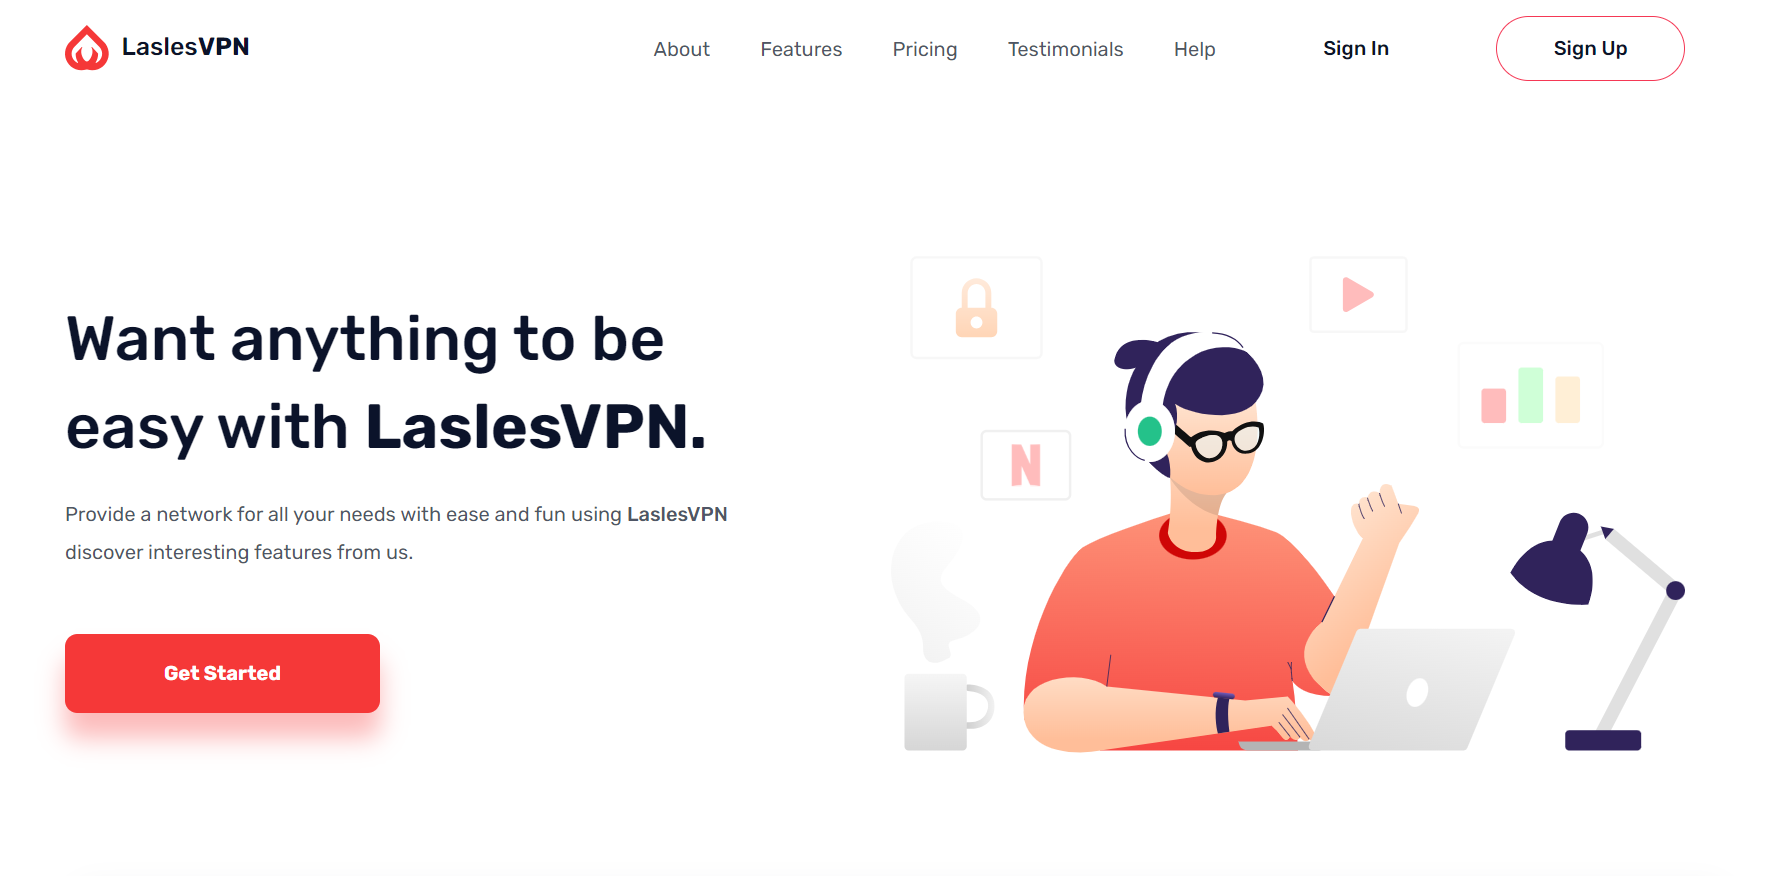 LaslesVPN
About
Features
Pricing
Testimonials
Help
Sign In
Sign Up
Want anything to be
easy with LaslesVPN.
Provide a network for all your needs with ease and fun using LaslesVPN
discover interesting features from us.
Get Started
N